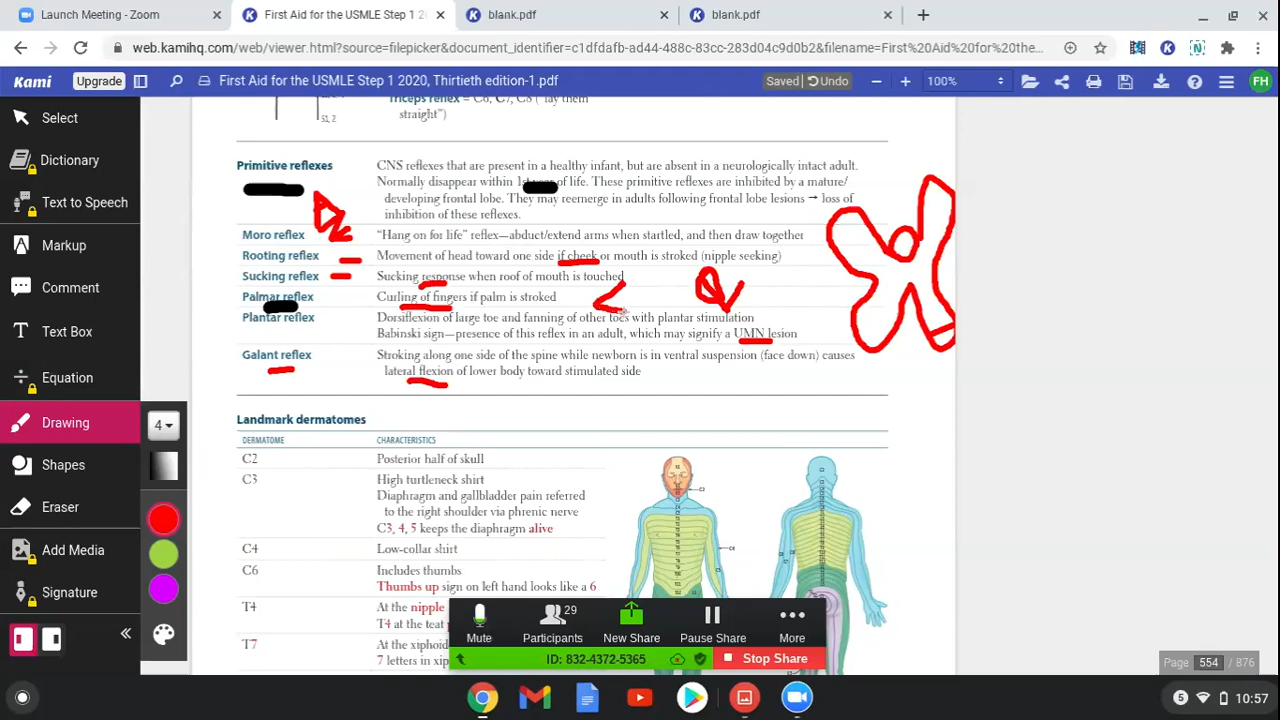 Launch Meeting - Zoom
First Aid for the USMLE Step 1 2
blank.pdf
blank.pdf
web.kamihq.com/web/viewer.html?source=filepicker&document_identifier=c1dfdafb-ad44-488c-83cc-283d04c9d0b2&filename=First%20Aid%20for%20the...
Kami
Upgrade
First Aid for the USMLE Step 1 2020, Thirtieth edition-1.pdf
Saved
Undo
100%
FH
Select
Dictionary
Text to Speech
Markup
Comment
Text Box
Equation
Drawing
Shapes
Eraser
Add Media
Signature
4
S1, 2
Triceps reflex = C6, C7, C8 ("lay them
straight")
Primitive reflexes
CNS reflexes that are present in a healthy infant, but are absent in a neurologically intact adult.
Normally disappear within 1st of life. These primitive reflexes are inhibited by a mature/
developing frontal lobe. They may reemerge in adults following frontal lobe lesions → loss of
inhibition of these reflexes.
Moro reflex
"Hang on for life" reflex—abduct/extend arms when startled, and then draw together
Rooting reflex
Movement of head toward one side if cheek or mouth is stroked (nipple seeking)
Sucking reflex
Sucking response when roof of mouth is touched
Palmar reflex
Curling of fingers if palm is stroked
Plantar reflex
Dorsiflexion of large toe and fanning of other toes with plantar stimulation
Babinski sign—presence of this reflex in an adult, which may signify a UMN lesion
Galant reflex
Stroking along one side of the spine while newborn is in ventral suspension (face down) causes
lateral flexion of lower body toward stimulated side
Landmark dermatomes
DERMATOME
CHARACTERISTICS
C2
Posterior half of skull
C3
High turtleneck shirt
Diaphragm and gallbladder pain referred
to the right shoulder via phrenic nerve
C3, 4, 5 keeps the diaphragm alive
C4
Low-collar shirt
C6
Includes thumbs
Thumbs up sign on left hand looks like a 6
T4
At the nipple
T4 at the teat
T7
At the xiphoid
7 letters in
Mute
Participants
29
New Share
Pause Share
More
ID: 832-4372-5365
Stop Share
Page 554 / 876
5
10:57